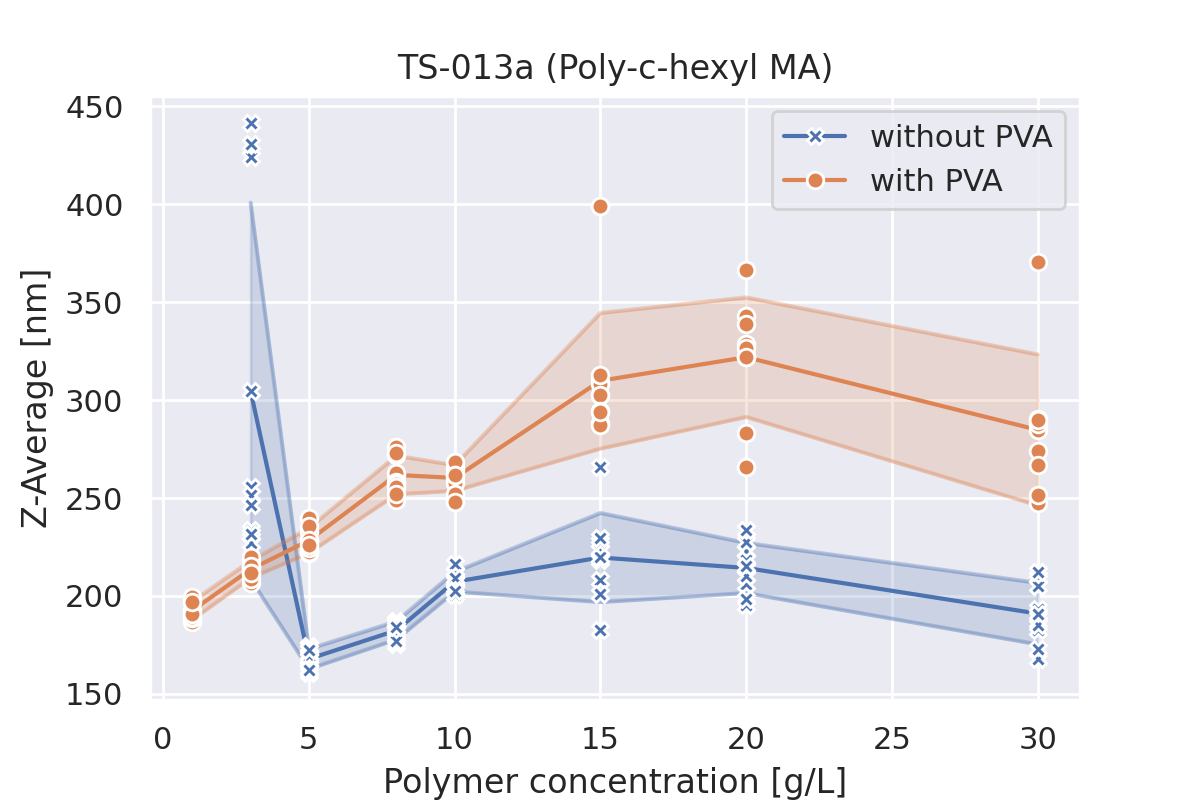 TS-013a (Poly-c-hexyl MA)
450
400
350
300
250
200
150
Z-Average [nm]
without PVA
with PVA
0 5 10 15 20 25 30
Polymer concentration [g/L]